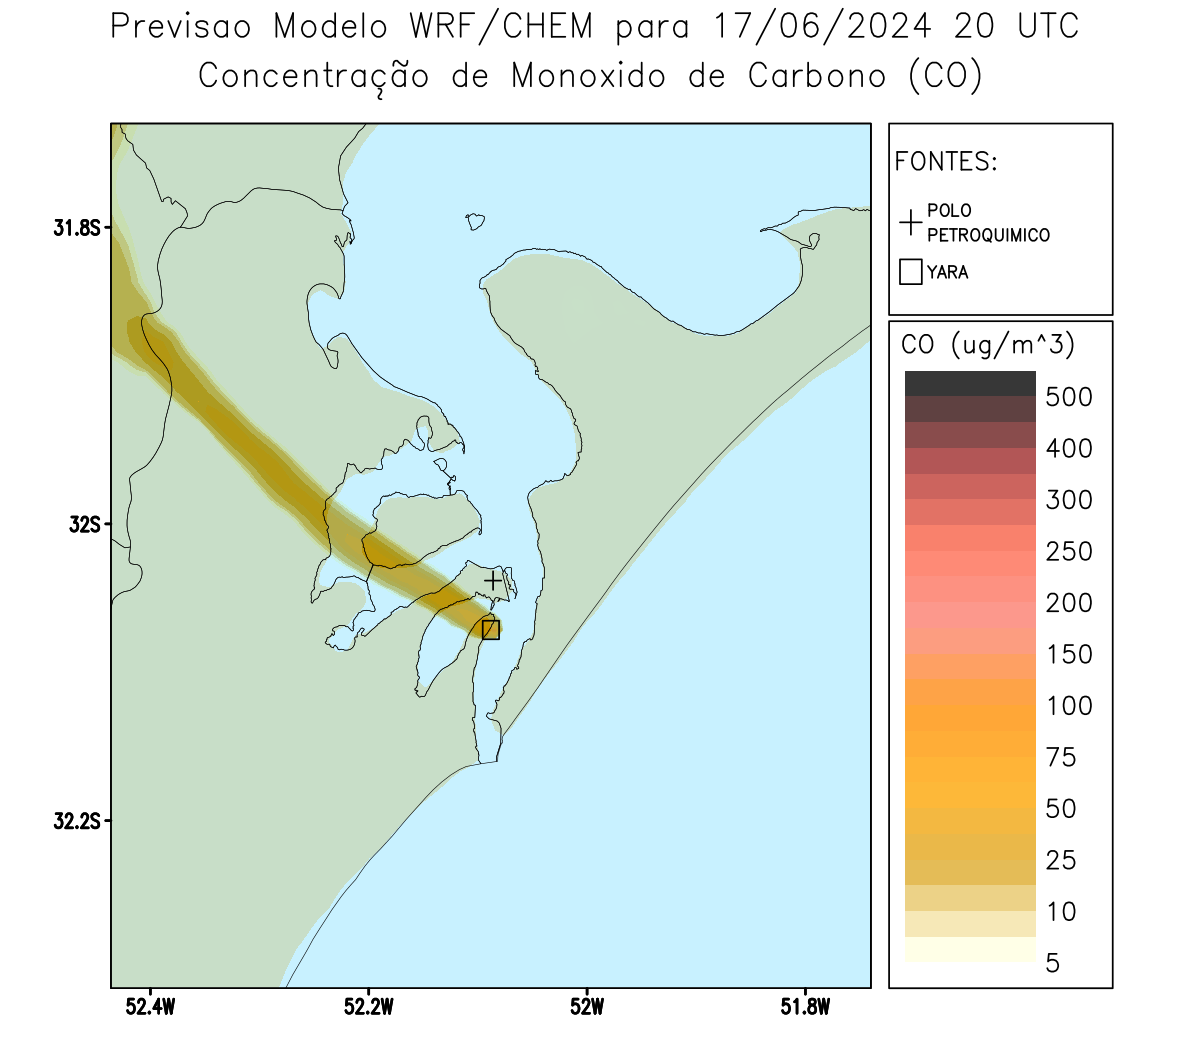 Previsao Modelo WRF/CHEM para 17/06/2024 20 UTC
Concentração de Monoxido de Carbono (CO)
FONTES:
POLO
PETROQUIMICO
YARA
CO (ug/m^3)
500
400
300
250
200
150
100
75
50
25
10
5
31.8S
32S
32.2S
52.4W
52.2W
52W
51.8W